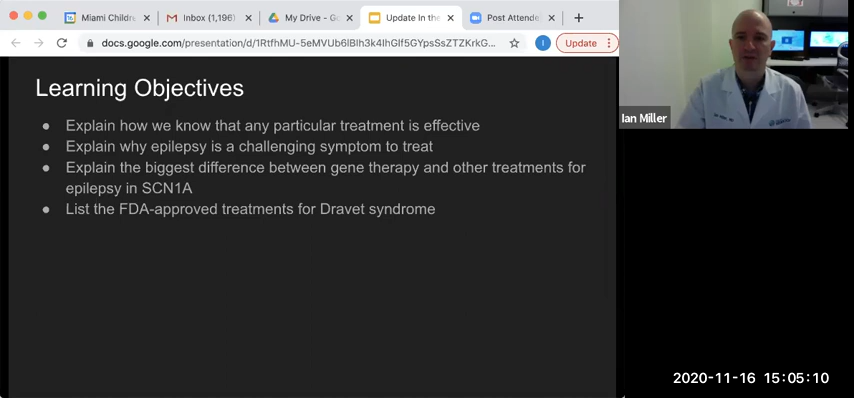 Miami Childre
Inbox (1,196)
My Drive - Go
Update In the
Post Attende
docs.google.com/presentation/d/1RtfhMU-5eMVUb6lBlh3k4IhGlf5GYpsSsZTZKrkG...
I
Update
Learning Objectives
● Explain how we know that any particular treatment is effective
● Explain why epilepsy is a challenging symptom to treat
● Explain the biggest difference between gene therapy and other treatments for
epilepsy in SCN1A
● List the FDA-approved treatments for Dravet syndrome
Ian Miller
2020-11-16 15:05:10